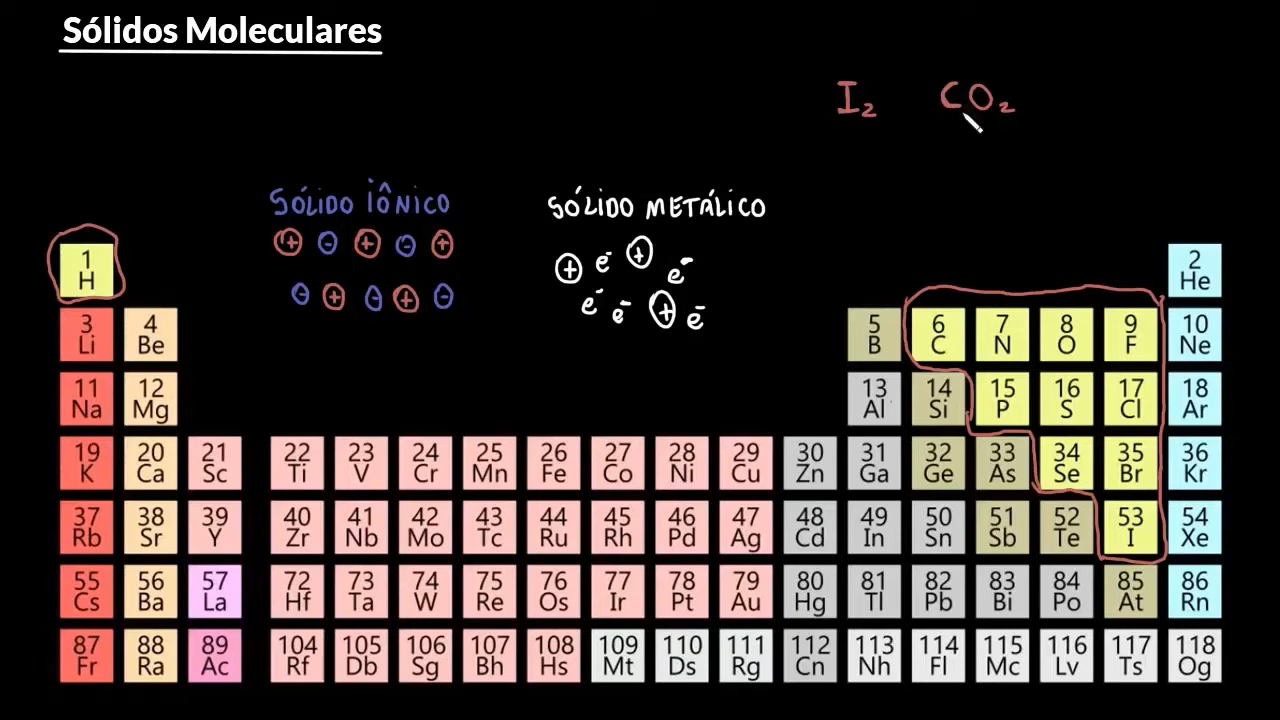 Sólidos Moleculares
I₂ CO₂
SÓLIDO IÔNICO SÓLIDO METÁLICO
+ - + - + + e⁻ + e⁻
- + - + - e⁻ e⁻ + e⁻
1 2
H He
3 4 5 6 7 8 9 10
Li Be B C N O F Ne
11 12 13 14 15 16 17 18
Na Mg Al Si P S Cl Ar
19 20 21 22 23 24 25 26 27 28 29 30 31 32 33 34 35 36
K Ca Sc Ti V Cr Mn Fe Co Ni Cu Zn Ga Ge As Se Br Kr
37 38 39 40 41 42 43 44 45 46 47 48 49 50 51 52 53 54
Rb Sr Y Zr Nb Mo Tc Ru Rh Pd Ag Cd In Sn Sb Te I Xe
55 56 57 72 73 74 75 76 77 78 79 80 81 82 83 84 85 86
Cs Ba La Hf Ta W Re Os Ir Pt Au Hg Tl Pb Bi Po At Rn
87 88 89 104 105 106 107 108 109 110 111 112 113 114 115 116 117 118
Fr Ra Ac Rf Db Sg Bh Hs Mt Ds Rg Cn Nh Fl Mc Lv Ts Og